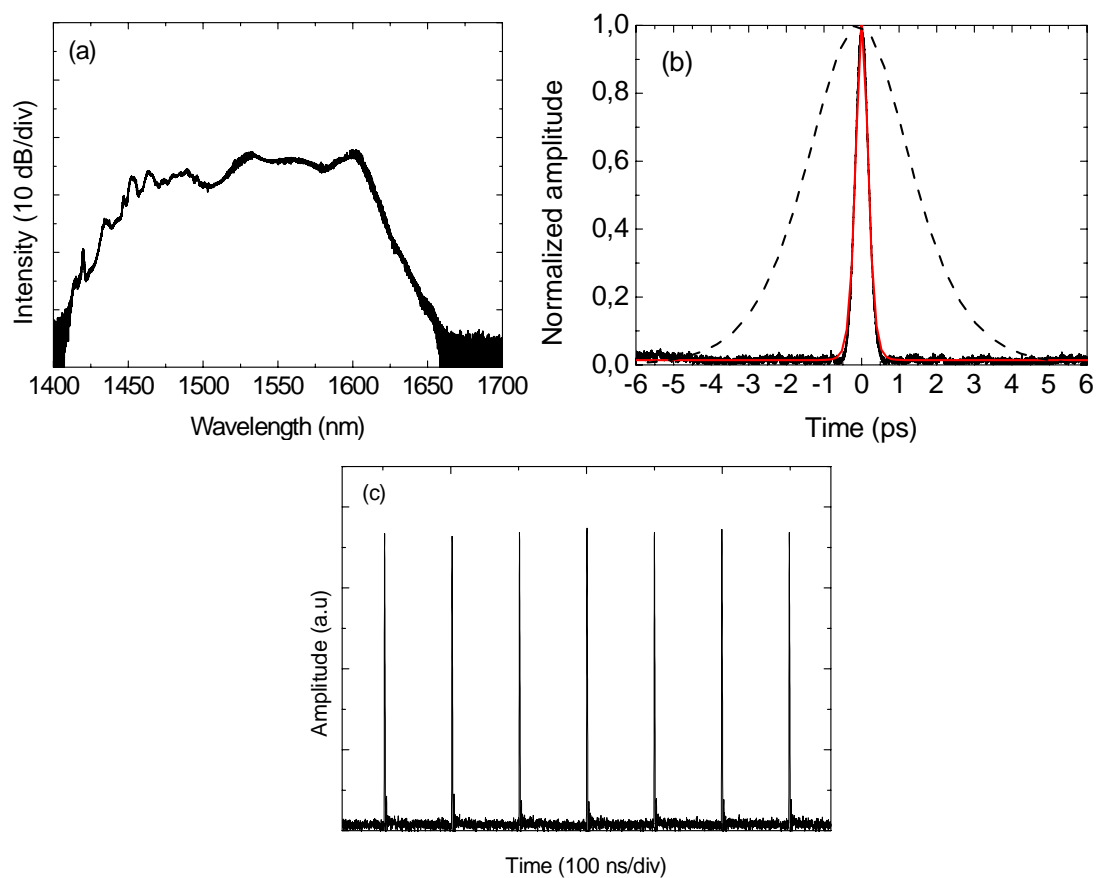 (a)
Intensity (10 dB/div)
1400 1450 1500 1550 1600 1650 1700
Wavelength (nm)
(b)
Normalized amplitude
1,0
0,8
0,6
0,4
0,2
0,0
-6 -5 -4 -3 -2 -1 0 1 2 3 4 5 6
Time (ps)
(c)
Amplitude (a.u)
Time (100 ns/div)